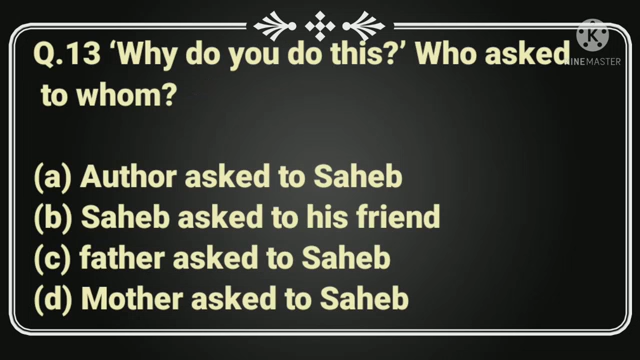 Q.13 ‘Why do you do this?’ Who asked
to whom?
(a) Author asked to Saheb
(b) Saheb asked to his friend
(c) father asked to Saheb
(d) Mother asked to Saheb
K
KINEMASTER